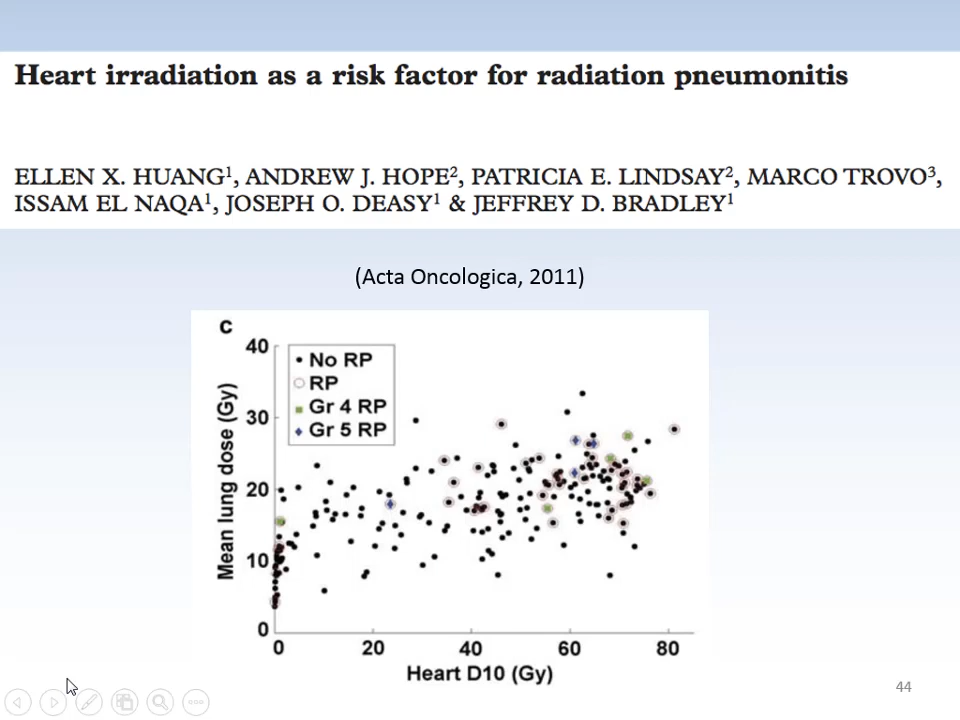 Heart irradiation as a risk factor for radiation pneumonitis
ELLEN X. HUANG¹, ANDREW J. HOPE², PATRICIA E. LINDSAY², MARCO TROVO³,
ISSAM EL NAQA¹, JOSEPH O. DEASY¹ & JEFFREY D. BRADLEY¹
(Acta Oncologica, 2011)
C
40
30
20
10
0
Mean lung dose (Gy)
No RP
RP
Gr 4 RP
Gr 5 RP
0 20 40 60 80
Heart D10 (Gy)
44